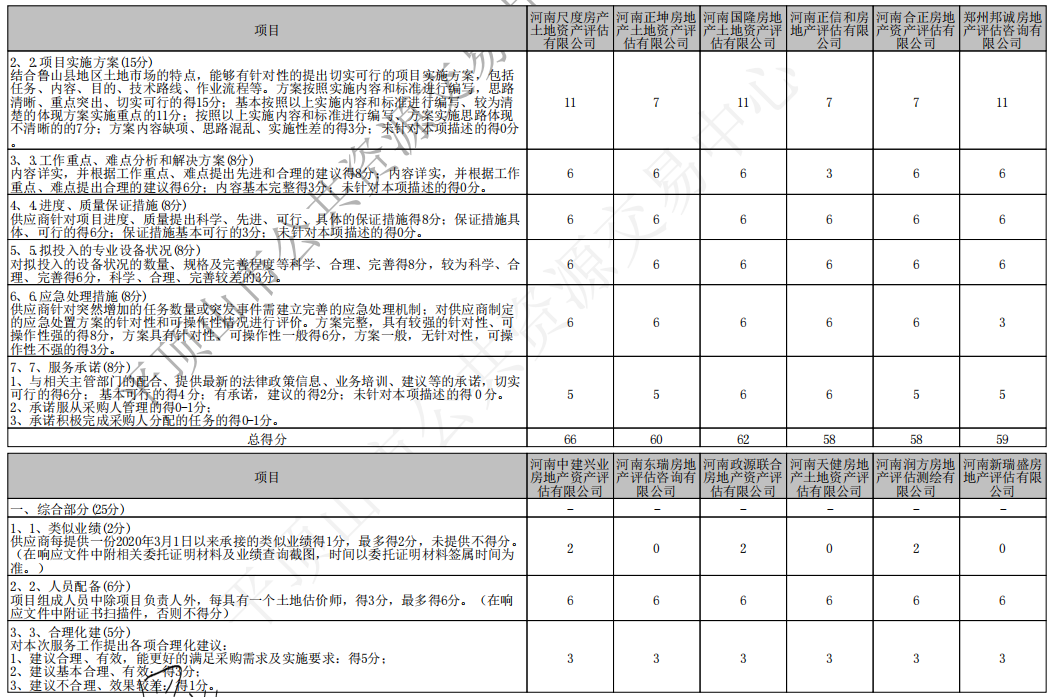 项目
河南尺度房产土地资产评估有限公司
河南正坤房地产土地资产评估有限公司
河南国隆房地产土地资产评估有限公司
河南正信和房地产评估有限公司
河南合正房地产资产评估有限公司
郑州邦诚房地产评估咨询有限公司
2、2.项目实施方案(15分)
结合鲁山县地区土地市场的特点，能够有针对性的提出切实可行的项目实施方案，包括
任务、内容、目的、技术路线、作业流程等。方案按照实施内容和标准进行编写，思路
清晰、重点突出、切实可行的得15分；基本按照以上实施内容和标准进行编写、较为清
楚的体现方案实施重点的11分；按照以上实施内容和标准进行编写、方案实施思路体现
不清晰的的7分；方案内容缺项、思路混乱、实施性差的得3分；未针对本项描述的得0分
。
11 7 11 7 7 11
3、3.工作重点、难点分析和解决方案(8分)
内容详实，并根据工作重点、难点提出先进和合理的建议得8分；内容详实，并根据工作
重点、难点提出合理的建议得6分；内容基本完整得3分；未针对本项描述的得0分。
6 6 6 3 6 6
4、4.进度、质量保证措施(8分)
供应商针对项目进度、质量提出科学、先进、可行、具体的保证措施得8分；保证措施具
体、可行的得6分；保证措施基本可行的3分；未针对本项描述的得0分。
6 6 6 6 6 6
5、5.拟投入的专业设备状况(8分)
对拟投入的设备状况的数量、规格及完善程度等科学、合理、完善得8分，较为科学、合
理、完善得6分，科学、合理、完善较差的3分。
6 6 6 6 6 6
6、6.应急处理措施(8分)
供应商针对突然增加的任务数量或突发事件需建立完善的应急处理机制；对供应商制定
的应急处置方案的针对性和可操作性情况进行评价。方案完整，具有较强的针对性、可
操作性强的得8分，方案具有针对性、可操作性一般得6分，方案一般，无针对性，可操
作性不强的得3分。
6 6 6 6 6 3
7、7、服务承诺(8分)
1、与相关主管部门的配合、提供最新的法律政策信息、业务培训、建议等的承诺，切实
可行的得6分； 基本可行的得4分；有承诺，建议的得2分；未针对本项描述的得0分。
2、承诺服从采购人管理的得0-1分；
3、承诺积极完成采购人分配的任务的得0-1分。
5 5 6 6 5 5
总得分 66 60 62 58 58 59
项目
河南中建兴业房地产资产评估有限公司
河南东瑞房地产评估咨询有限公司
河南政源联合房地产资产评估有限公司
河南天健房地产土地资产评估有限公司
河南润方房地产评估测绘有限公司
河南新瑞盛房地产评估有限公司
一、综合部分(25分) - - - - - -
1、1、类似业绩(2分)
供应商每提供一份2020年3月1日以来承接的类似业绩得1分，最多得2分，未提供不得分。
（在响应文件中附相关委托证明材料及业绩查询截图，时间以委托证明材料签属时间为
准。）
2 0 2 0 2 0
2、2、人员配备(6分)
项目组成人员中除项目负责人外，每具有一个土地估价师，得3分，最多得6分。（在响
应文件中附证书扫描件，否则不得分）
6 6 6 6 6 6
3、3、合理化建(5分)
对本次服务工作提出各项合理化建议：
1、建议合理、有效，能更好的满足采购需求及实施要求：得5分；
2、建议基本合理、有效：得3分；
3、建议不合理、效果较差：得1分。
3 3 3 3 3 3
平顶山市公共资源交易中心
平顶山市公共资源交易中心